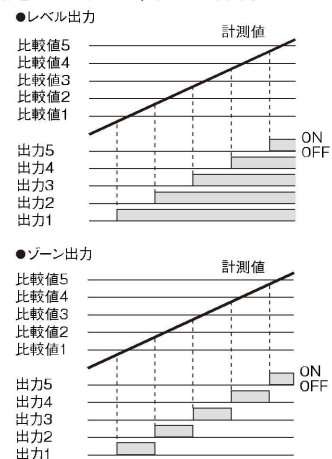 ●レベル出力
計測値
比較値5
比較値4
比較値3
比較値2
比較値1
ON
出力5
OFF
出力4
出力3
出力2
出力1
●ゾーン出力
計測値
比較値5
比較値4
比較値3
比較値2
比較値1
ON
出力5
OFF
出力4
出力3
出力2
出力1